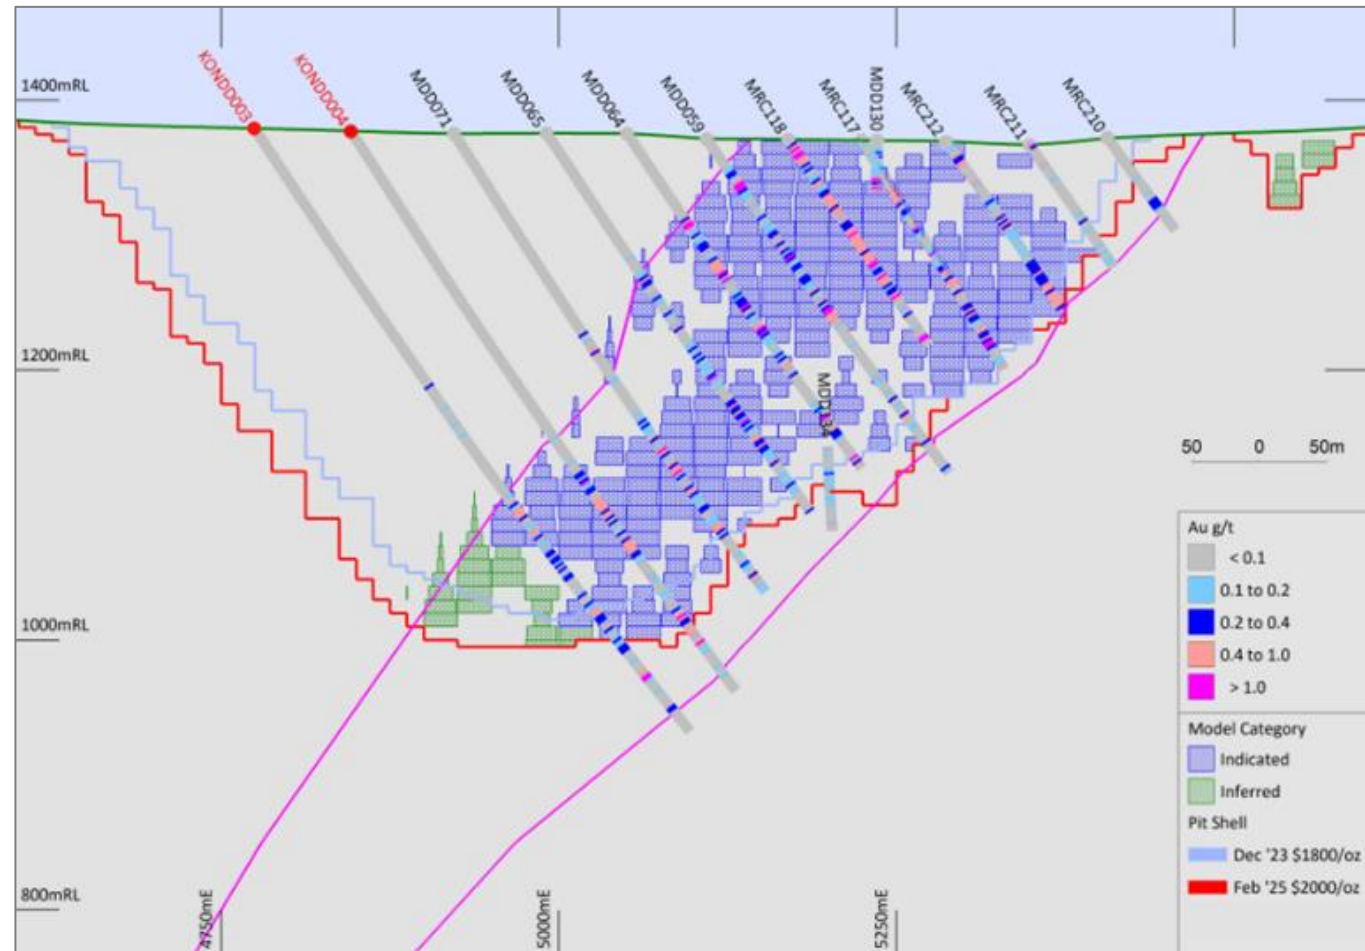 KONDD003
KONDD004
MDD071
MDD065
MDD064
MDD059
MRC118
MRC117
MDD130
MRC212
MRC211
MRC210
1400mRL
1200mRL
MDD134
50 0 50m
Au g/t
< 0.1
0.1 to 0.2
0.2 to 0.4
0.4 to 1.0
> 1.0
1000mRL
Model Category
Indicated
Inferred
Pit Shell
Dec '23 $1800/oz
Feb '25 $2000/oz
800mRL
4750mE
5000mE
5250mE